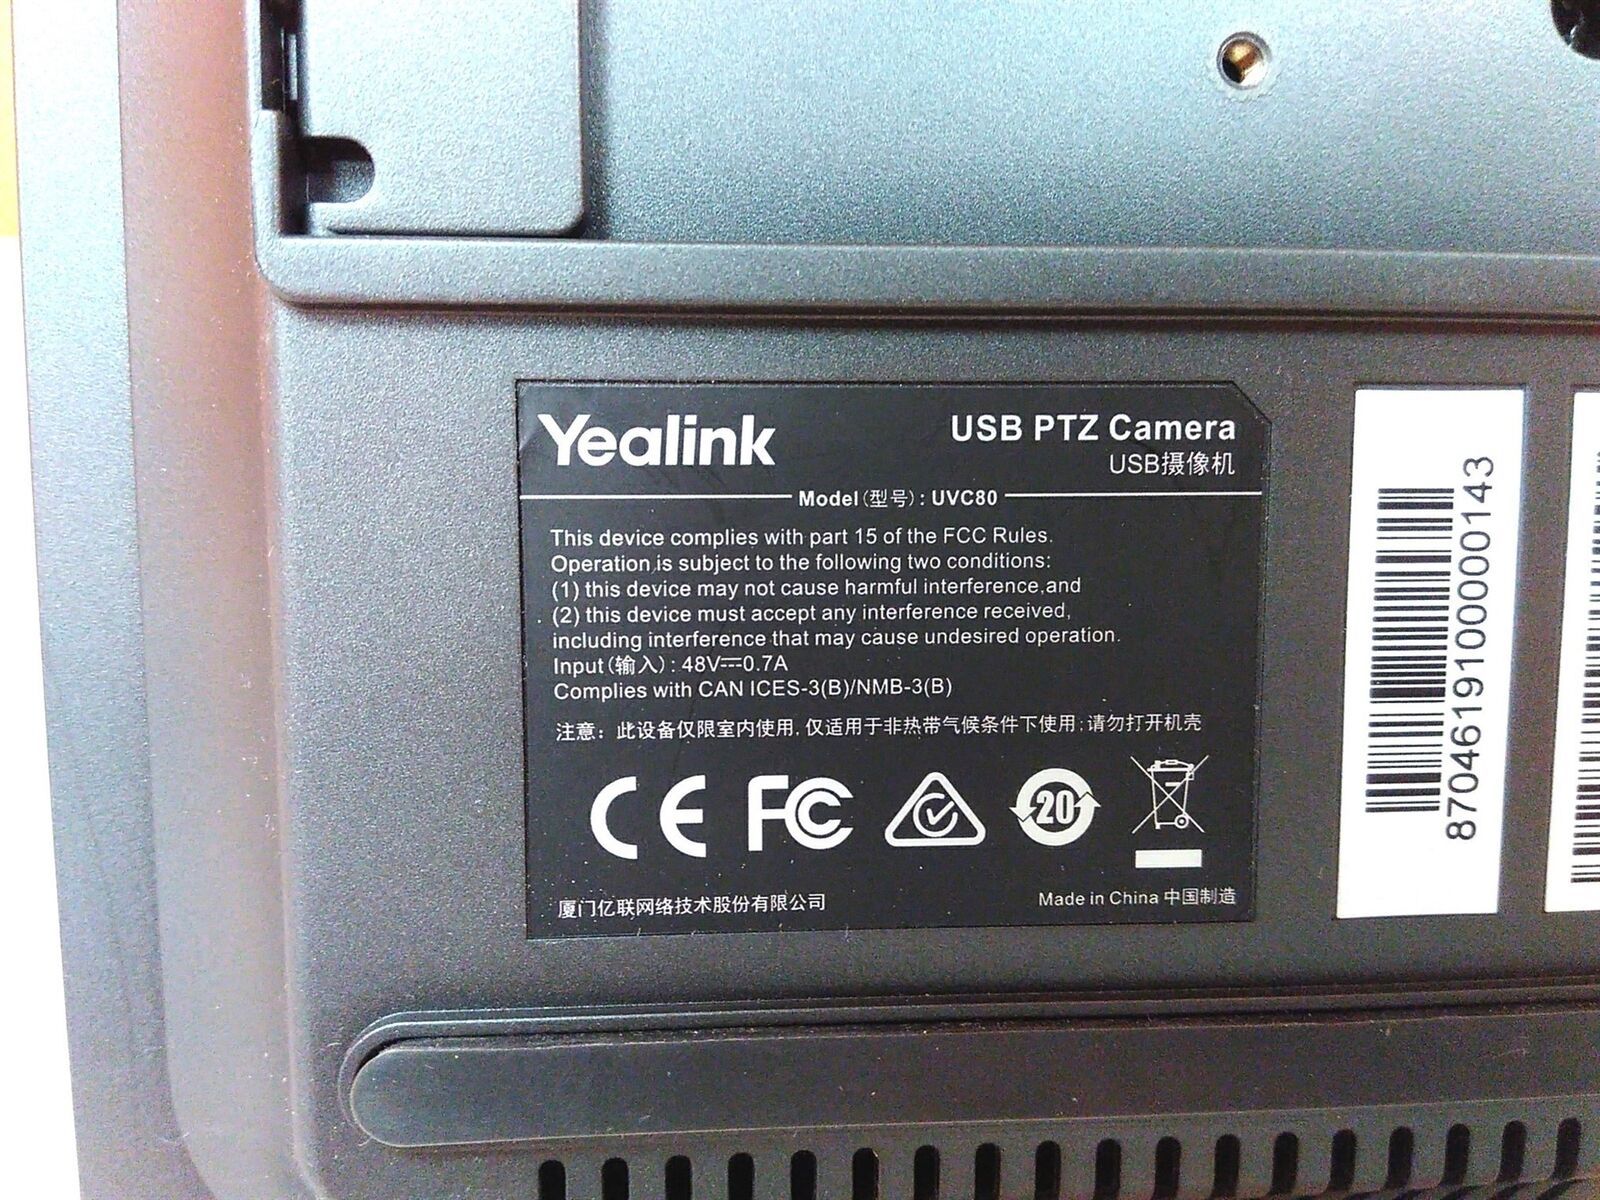 Yealink
USB PTZ Camera
USB摄像机
Model(型号): UVC80
This device complies with part 15 of the FCC Rules.
Operation is subject to the following two conditions:
(1) this device may not cause harmful interference,and
(2) this device must accept any interference received,
including interference that may cause undesired operation.
Input(输入): 48V⎓0.7A
Complies with CAN ICES-3(B)/NMB-3(B)
注意: 此设备仅限室内使用, 仅适用于非热带气候条件下使用; 请勿打开机壳
CE FC 20
厦门亿联网络技术股份有限公司
Made in China 中国制造
8704619100000143